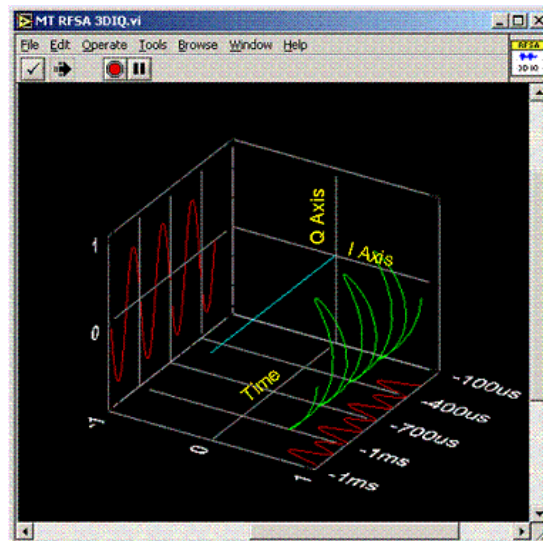 MT RFSA 3DIQ.vi
File Edit Operate Tools Browse Window Help
RFSA
3D IQ
Q Axis
I Axis
1
0
-1
Time
0
1
-100us
-400us
-700us
-1ms
-1ms